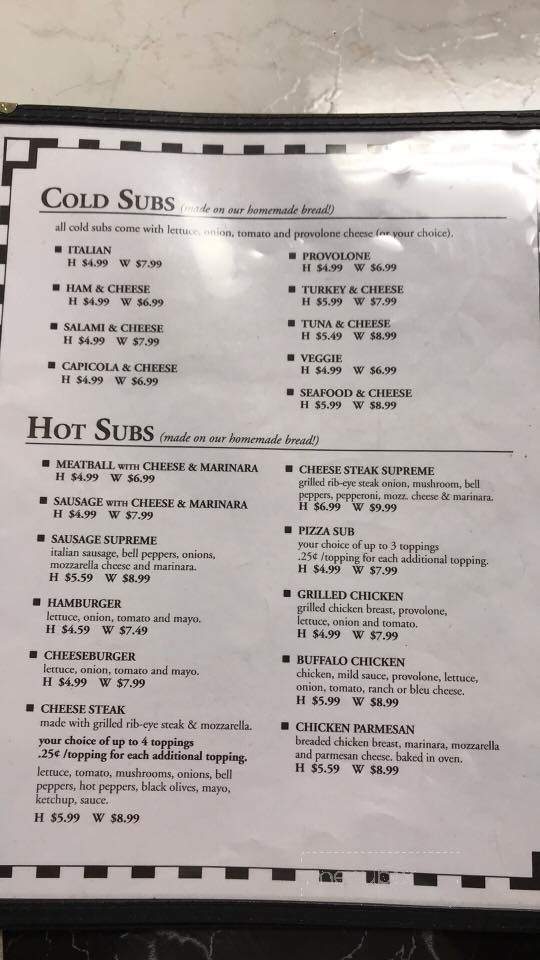 COLD SUBS (made on our homemade bread!)
all cold subs come with lettuce, onion, tomato and provolone cheese (or your choice).
ITALIAN
H $4.99 W $7.99
HAM & CHEESE
H $4.99 W $6.99
SALAMI & CHEESE
H $4.99 W $7.99
CAPICOLA & CHEESE
H $4.99 W $6.99
PROVOLONE
H $4.99 W $6.99
TURKEY & CHEESE
H $5.99 W $7.99
TUNA & CHEESE
H $5.49 W $8.99
VEGGIE
H $4.99 W $6.99
SEAFOOD & CHEESE
H $5.99 W $8.99
HOT SUBS (made on our homemade bread!)
MEATBALL WITH CHEESE & MARINARA
H $4.99 W $6.99
SAUSAGE WITH CHEESE & MARINARA
H $4.99 W $7.99
SAUSAGE SUPREME
italian sausage, bell peppers, onions,
mozzarella cheese and marinara.
H $5.59 W $8.99
HAMBURGER
lettuce, onion, tomato and mayo.
H $4.59 W $7.49
CHEESEBURGER
lettuce, onion, tomato and mayo.
H $4.99 W $7.99
CHEESE STEAK
made with grilled rib-eye steak & mozzarella.
your choice of up to 4 toppings
.25¢ /topping for each additional topping.
lettuce, tomato, mushrooms, onions, bell
peppers, hot peppers, black olives, mayo,
ketchup, sauce.
H $5.99 W $8.99
CHEESE STEAK SUPREME
grilled rib-eye steak onion, mushroom, bell
peppers, pepperoni, mozz. cheese & marinara.
H $6.99 W $9.99
PIZZA SUB
your choice of up to 3 toppings
.25¢ /topping for each additional topping.
H $4.99 W $7.99
GRILLED CHICKEN
grilled chicken breast, provolone,
lettuce, onion and tomato.
H $4.99 W $7.99
BUFFALO CHICKEN
chicken, mild sauce, provolone, lettuce,
onion, tomato, ranch or bleu cheese.
H $5.99 W $8.99
CHICKEN PARMESAN
breaded chicken breast, marinara, mozzarella
and parmesan cheese. baked in oven.
H $5.59 W $8.99